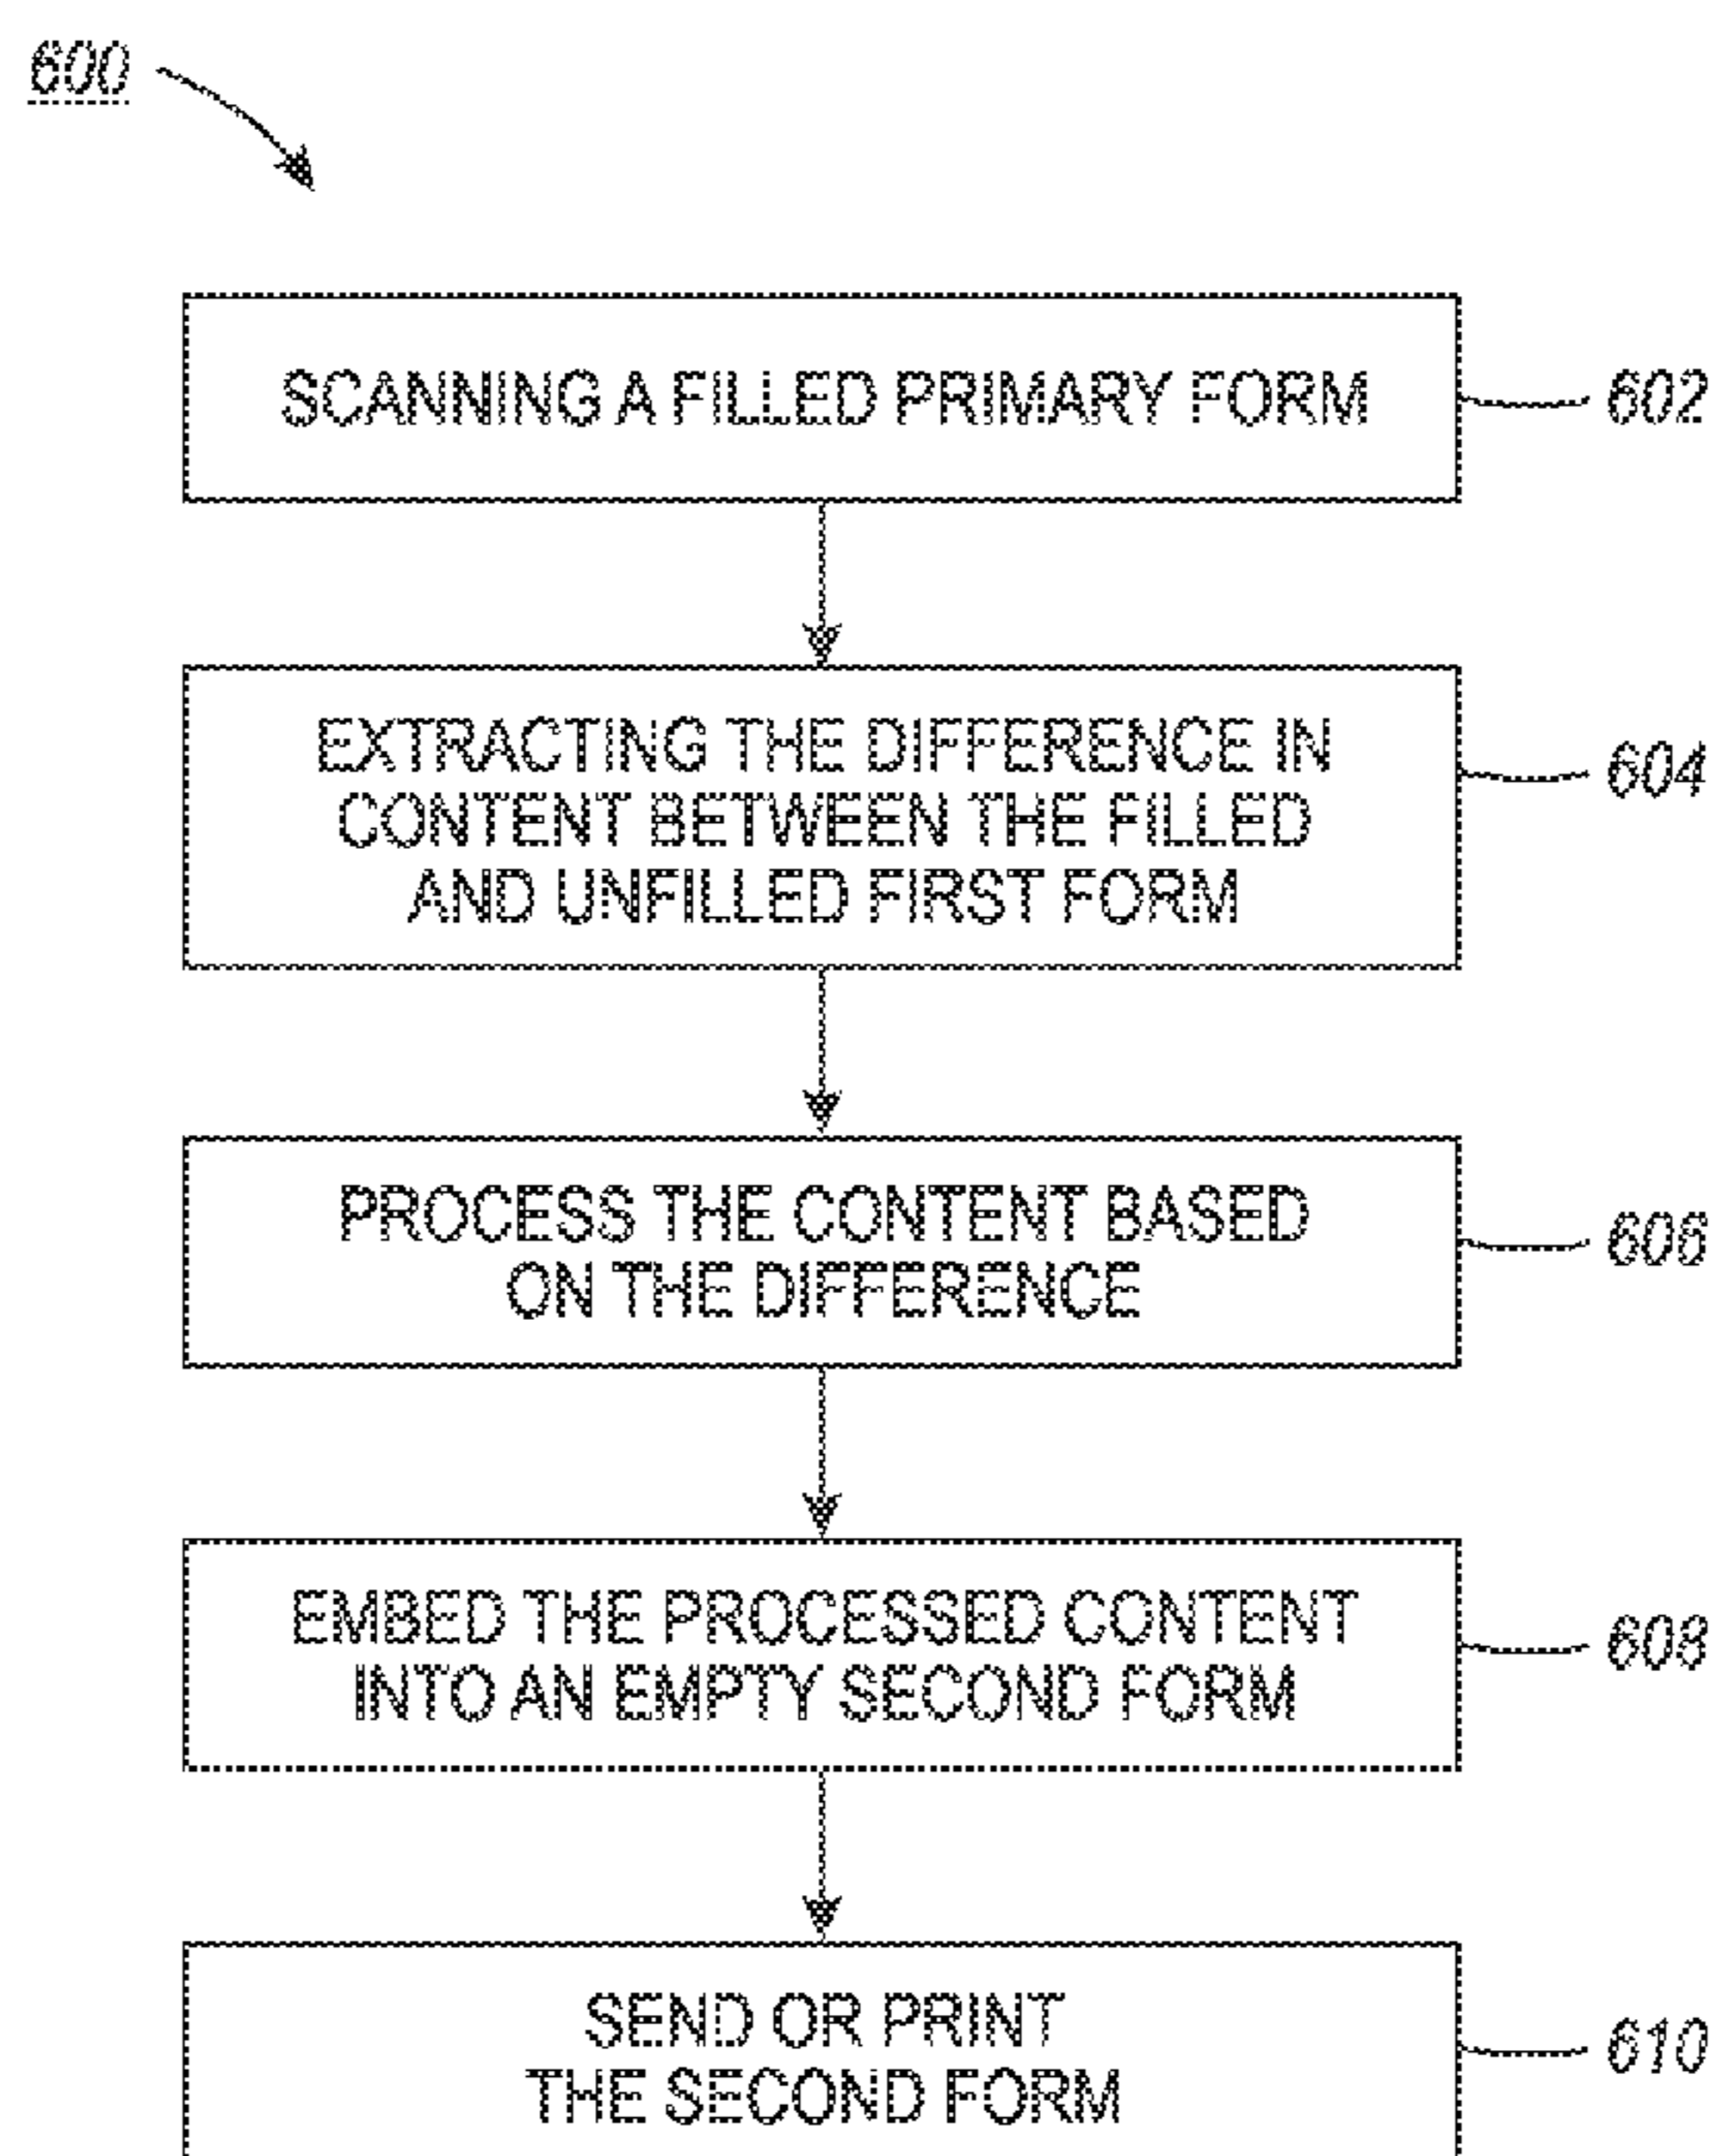 600
SCANNING A FILLED PRIMARY FORM
602
EXTRACTING THE DIFFERENCE IN
CONTENT BETWEEN THE FILLED
AND UNFILLED FIRST FORM
604
PROCESS THE CONTENT BASED
ON THE DIFFERENCE
606
EMBED THE PROCESSED CONTENT
INTO AN EMPTY SECOND FORM
608
SEND OR PRINT
THE SECOND FORM
610